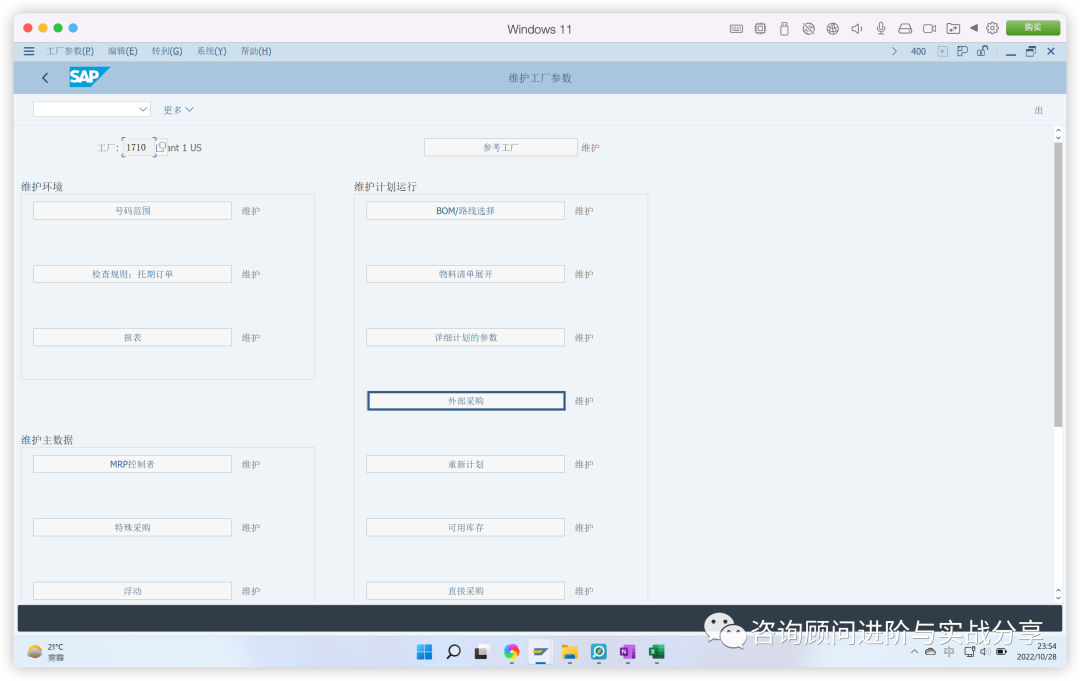 Windows 11
购买
工厂参数(P) 编辑(E) 转到(G) 系统(Y) 帮助(H)
400
SAP
维护工厂参数
更多
出
工厂: 1710 ant 1 US
参考工厂 维护
维护环境
号码范围 维护
检查规则: 拖期订单 维护
报表 维护
维护主数据
MRP控制者 维护
特殊采购 维护
浮动 维护
维护计划运行
BOM/路线选择 维护
物料清单展开 维护
详细计划的参数 维护
外部采购 维护
重新计划 维护
可用库存 维护
直接采购 维护
咨询顾问进阶与实战分享
21°C
雾霾
中
23:54
2022/10/28